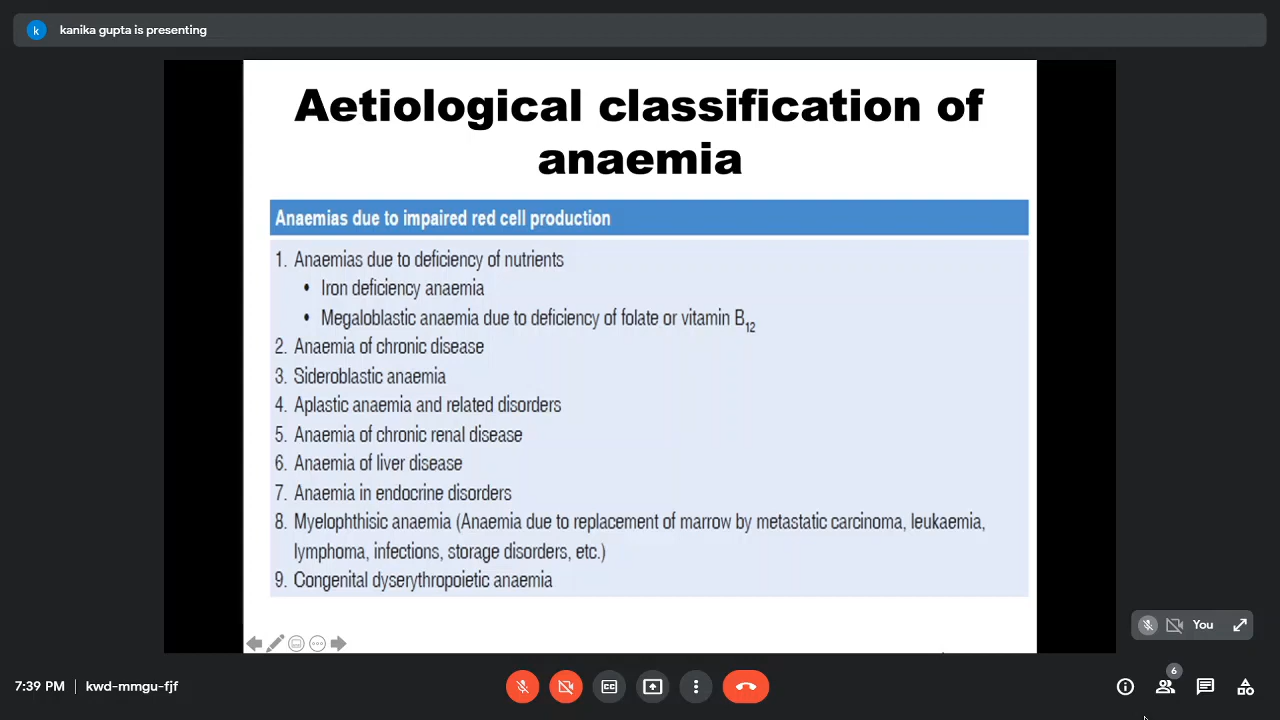 k kanika gupta is presenting
Aetiological classification of
anaemia
Anaemias due to impaired red cell production
1. Anaemias due to deficiency of nutrients
• Iron deficiency anaemia
• Megaloblastic anaemia due to deficiency of folate or vitamin B₁₂
2. Anaemia of chronic disease
3. Sideroblastic anaemia
4. Aplastic anaemia and related disorders
5. Anaemia of chronic renal disease
6. Anaemia of liver disease
7. Anaemia in endocrine disorders
8. Myelophthisic anaemia (Anaemia due to replacement of marrow by metastatic carcinoma, leukaemia,
lymphoma, infections, storage disorders, etc.)
9. Congenital dyserythropoietic anaemia
You
7:39 PM | kwd-mmgu-fjf
CC
6